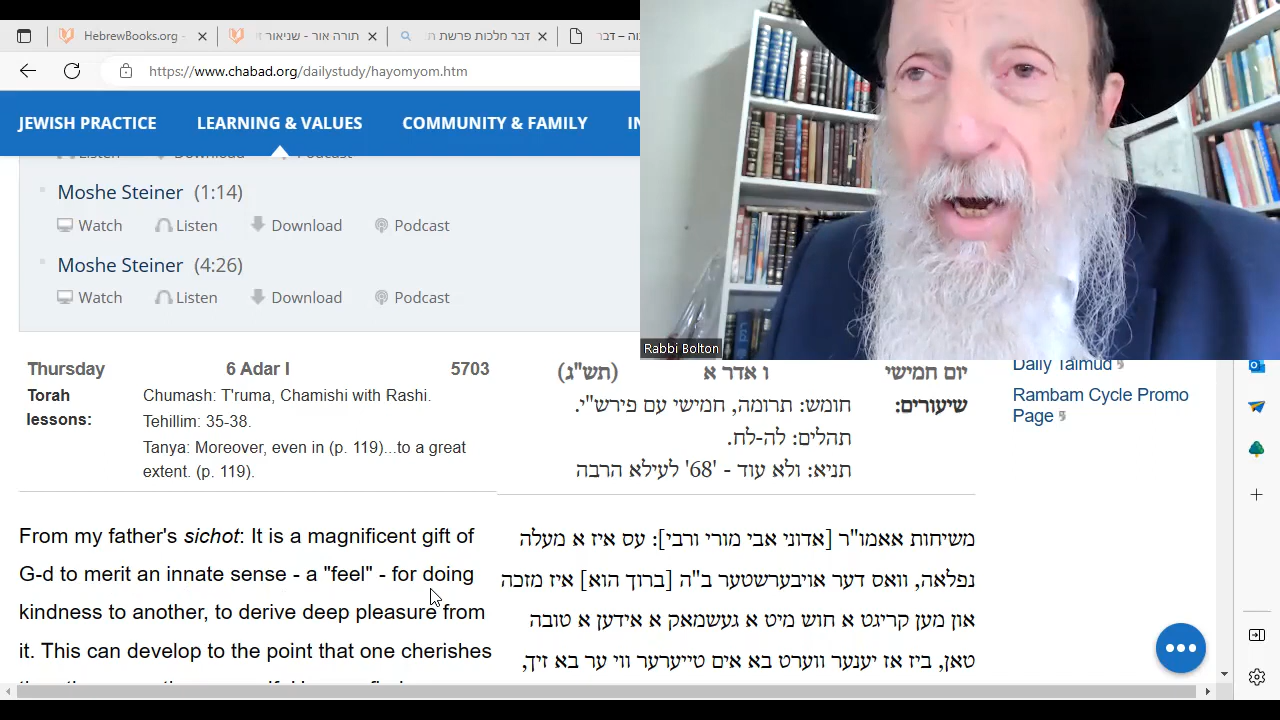 HebrewBooks.org -
תורה אור - שניאור
דבר מלכות פרשת
https://www.chabad.org/dailystudy/hayomyom.htm
JEWISH PRACTICE LEARNING & VALUES COMMUNITY & FAMILY IN
Listen Download Podcast
Moshe Steiner (1:14)
Watch Listen Download Podcast
Moshe Steiner (4:26)
Watch Listen Download Podcast
Rabbi Bolton
Thursday 6 Adar I 5703
Torah lessons:
Chumash: T'ruma, Chamishi with Rashi.
Tehillim: 35-38.
Tanya: Moreover, even in (p. 119)...to a great
extent. (p. 119).
From my father's sichot: It is a magnificent gift of
G-d to merit an innate sense - a "feel" - for doing
kindness to another, to derive deep pleasure from
it. This can develop to the point that one cherishes
יום חמישי ו אדר א (תש"ג)
שיעורים: חומש: תרומה, חמישי עם פירש"י.
תהלים: לה-לח.
תניא: ולא עוד - '68' לעילא הרבה
משיחות אאמו"ר [אדוני אבי מורי ורבי]: עס איז א מעלה
נפלאה, וואס דער אויבערשטער ב"ה [ברוך הוא] איז מזכה
און מען קריגט א חוש מיט א געשמאק א אידען א טובה
טאן, ביז אז יענער ווערט בא אים טייערער ווי ער בא זיך,
Daily Talmud
Rambam Cycle Promo
Page